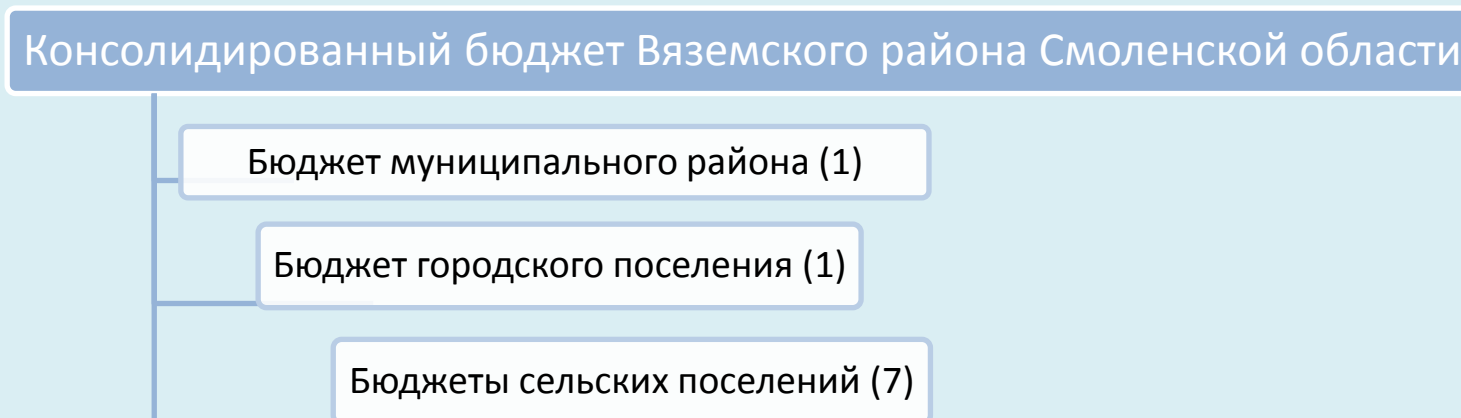 Консолидированный бюджет Вяземского района Смоленской области
Бюджет муниципального района (1)
Бюджет городского поселения (1)
Бюджеты сельских поселений (7)